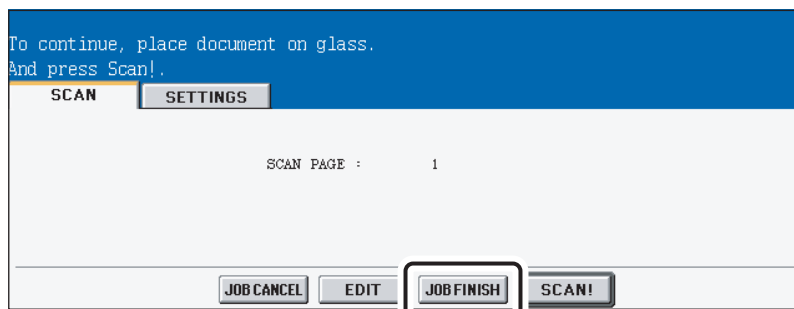 To continue, place document on glass.
And press Scan!.
SCAN SETTINGS
SCAN PAGE : 1
JOB CANCEL EDIT JOB FINISH SCAN!